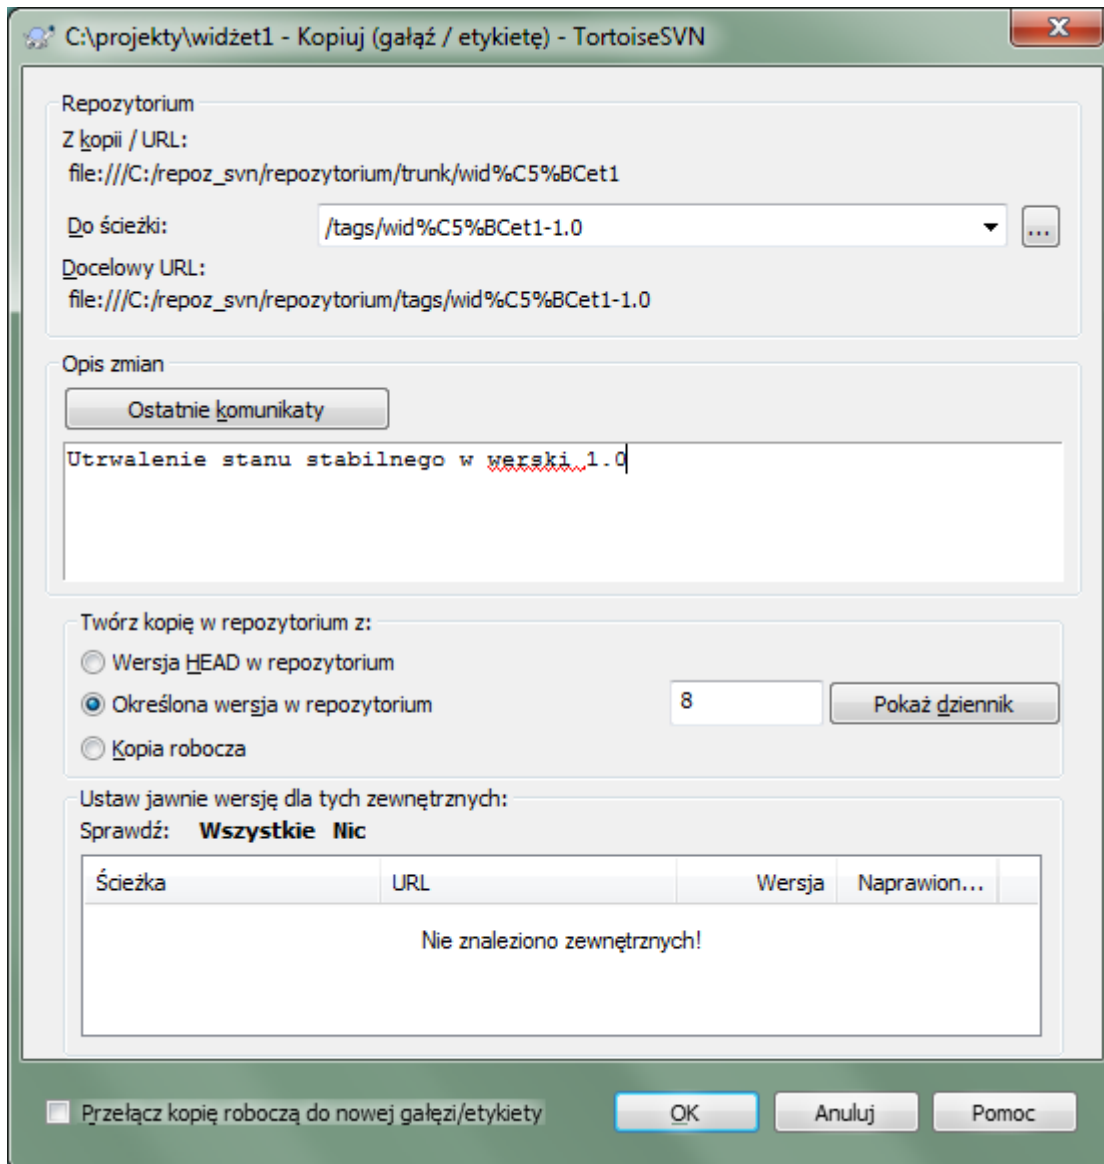 C:\projekty\widżet1 - Kopiuj (gałąź / etykietę) - TortoiseSVN
Repozytorium
Z kopii / URL:
file:///C:/repoz_svn/repozytorium/trunk/wid%C5%BCet1
Do ścieżki: /tags/wid%C5%BCet1-1.0 ...
Docelowy URL:
file:///C:/repoz_svn/repozytorium/tags/wid%C5%BCet1-1.0
Opis zmian
Ostatnie komunikaty
Utrwalenie stanu stabilnego w werski 1.0
Twórz kopię w repozytorium z:
Wersja HEAD w repozytorium
Określona wersja w repozytorium 8 Pokaż dziennik
Kopia robocza
Ustaw jawnie wersję dla tych zewnętrznych:
Sprawdź: Wszystkie Nic
Ścieżka URL Wersja Naprawion...
Nie znaleziono zewnętrznych!
Przełącz kopię roboczą do nowej gałęzi/etykiety OK Anuluj Pomoc